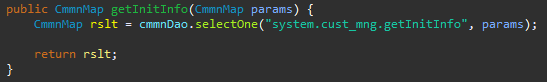 public CmmnMap getInitInfo(CmmnMap params) {
CmmnMap rslt = cmmnDao.selectOne("system.cust_mng.getInitInfo", params);
return rslt;
}